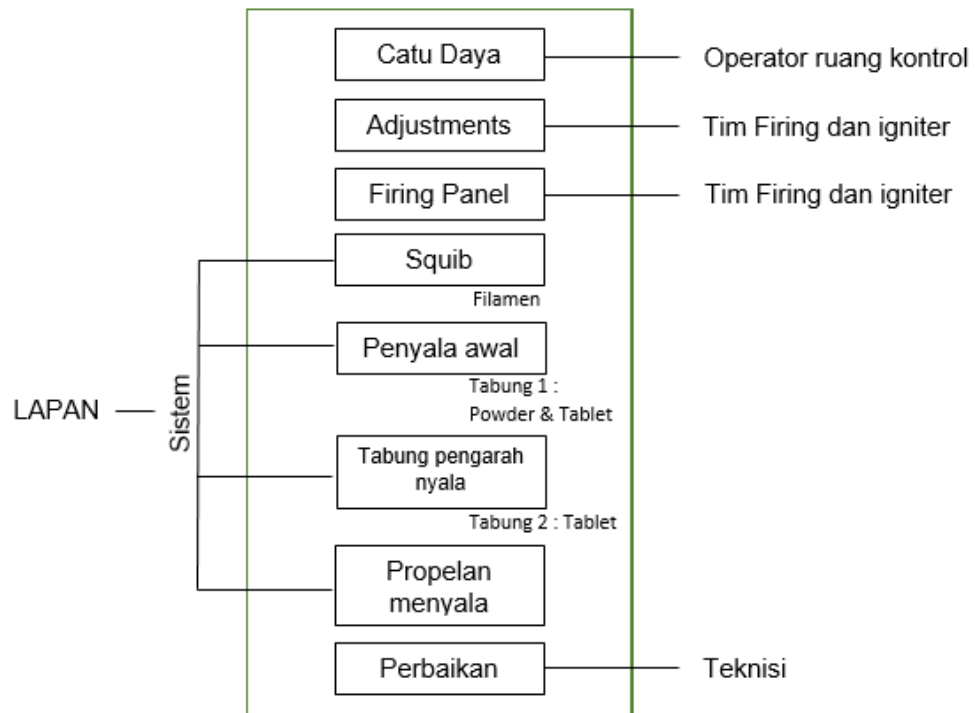 Catu Daya
Operator ruang kontrol
Adjustments
Tim Firing dan igniter
Firing Panel
Tim Firing dan igniter
Squib
Filamen
Penyala awal
Tabung 1 :
Powder & Tablet
LAPAN
Sistem
Tabung pengarah
nyala
Tabung 2 : Tablet
Propelan
menyala
Perbaikan
Teknisi